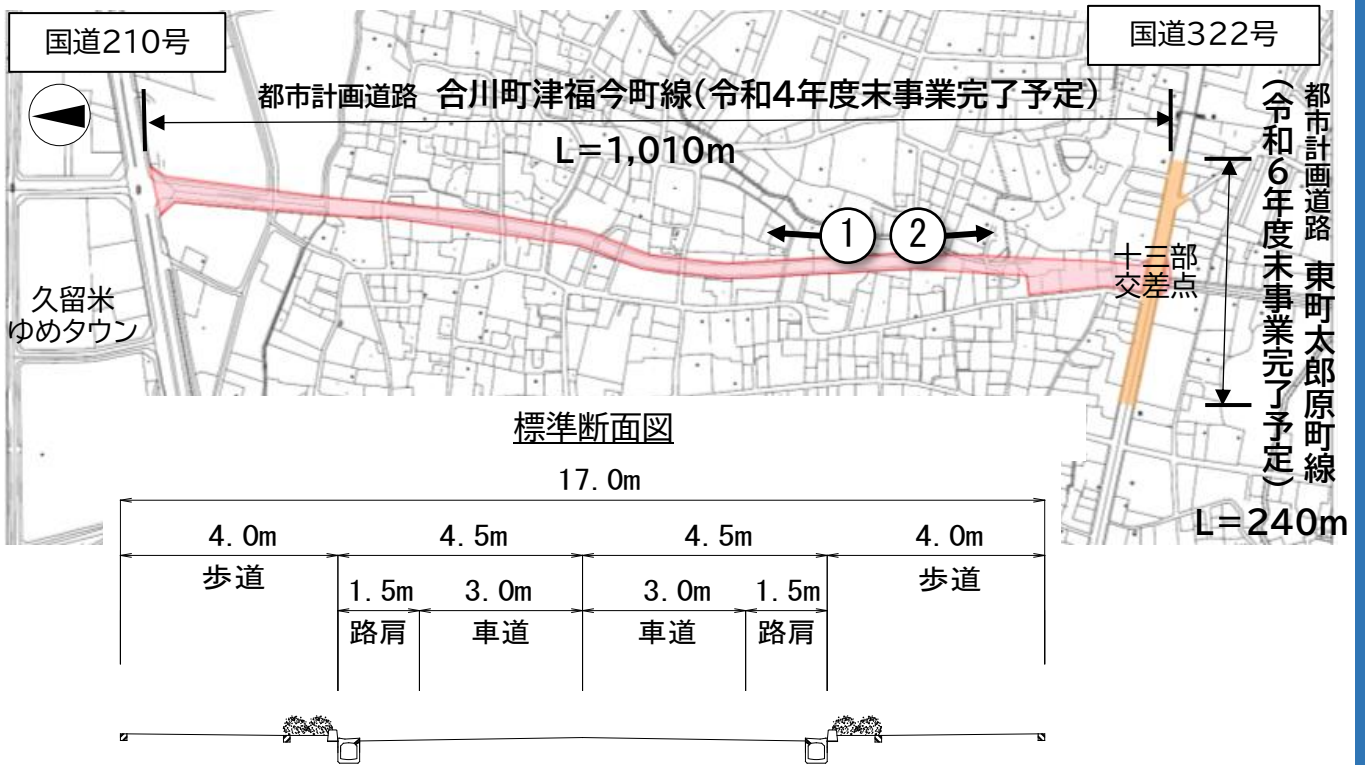 国道210号
国道322号
都市計画道路 合川町津福今町線(令和4年度末事業完了予定)
L=1,010m
① ②
久留米
ゆめタウン
十三部
交差点
都市計画道路 東町太郎原町線
(令和6年度末事業完了予定)
L=240m
標準断面図
17.0m
4.0m 4.5m 4.5m 4.0m
歩道 歩道
1.5m 3.0m 3.0m 1.5m
路肩 車道 車道 路肩